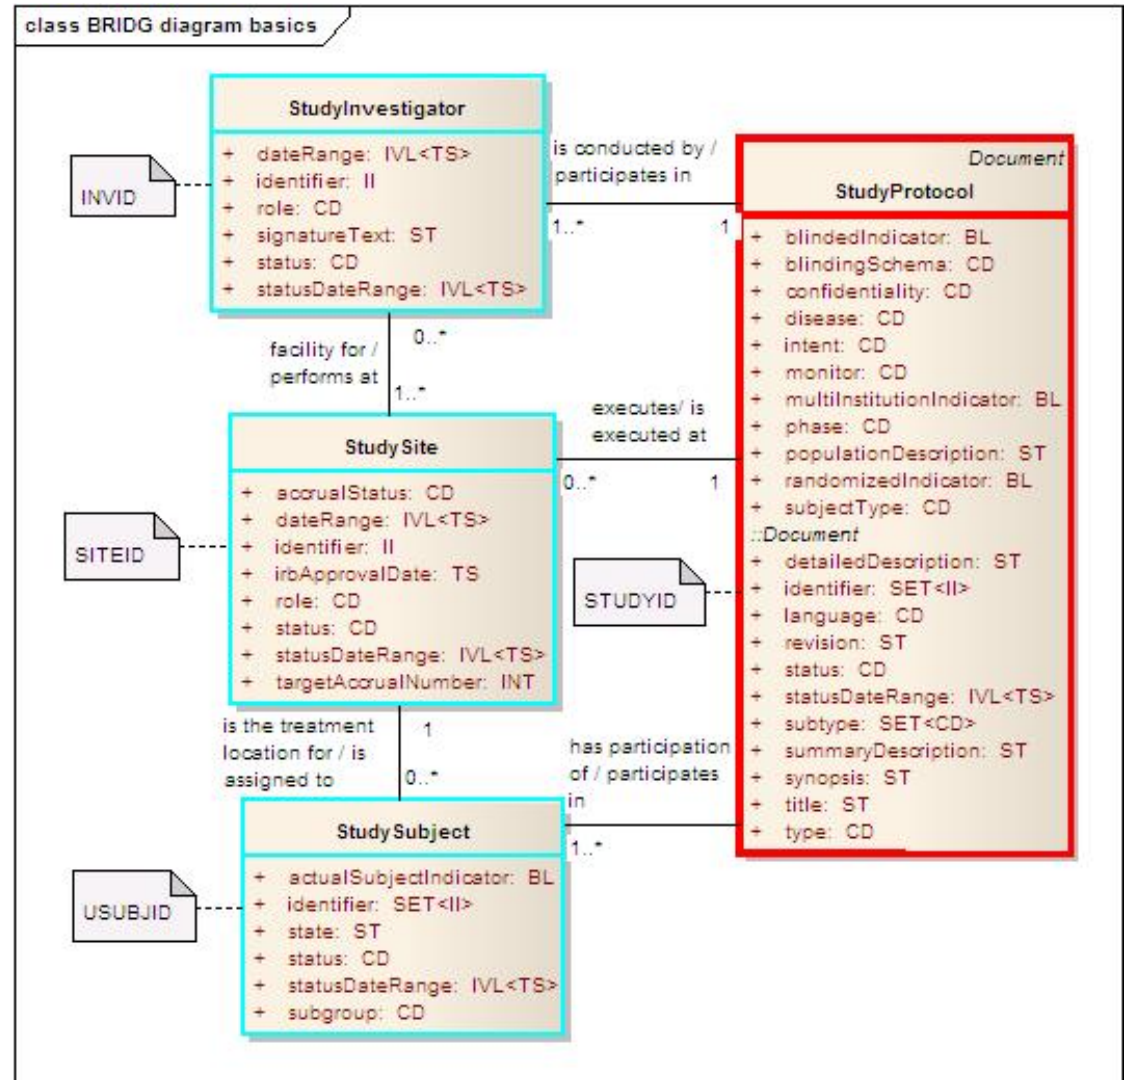 class BRIDG diagram basics
StudyInvestigator
+ dateRange: IVL<TS>
+ identifier: II
+ role: CD
+ signatureText: ST
+ status: CD
+ statusDateRange: IVL<TS>
INVID
is conducted by /
participates in
1..*
1
Document
StudyProtocol
+ blindedIndicator: BL
+ blindingSchema: CD
+ confidentiality: CD
+ disease: CD
+ intent: CD
+ monitor: CD
+ multiInstitutionIndicator: BL
+ phase: CD
+ populationDescription: ST
+ randomizedIndicator: BL
+ subjectType: CD
::Document
+ detailedDescription: ST
+ identifier: SET<II>
+ language: CD
+ revision: ST
+ status: CD
+ statusDateRange: IVL<TS>
+ subtype: SET<CD>
+ summaryDescription: ST
+ synopsis: ST
+ title: ST
+ type: CD
0..*
facility for /
performs at
1..*
StudySite
+ accrualStatus: CD
+ dateRange: IVL<TS>
+ identifier: II
+ irbApprovalDate: TS
+ role: CD
+ status: CD
+ statusDateRange: IVL<TS>
+ targetAccrualNumber: INT
SITEID
executes/ is
executed at
0..*
1
STUDYID
is the treatment
location for / is
assigned to
1
0..*
has participation
of / participates
in
1..*
StudySubject
+ actualSubjectIndicator: BL
+ identifier: SET<II>
+ state: ST
+ status: CD
+ statusDateRange: IVL<TS>
+ subgroup: CD
USUBJID